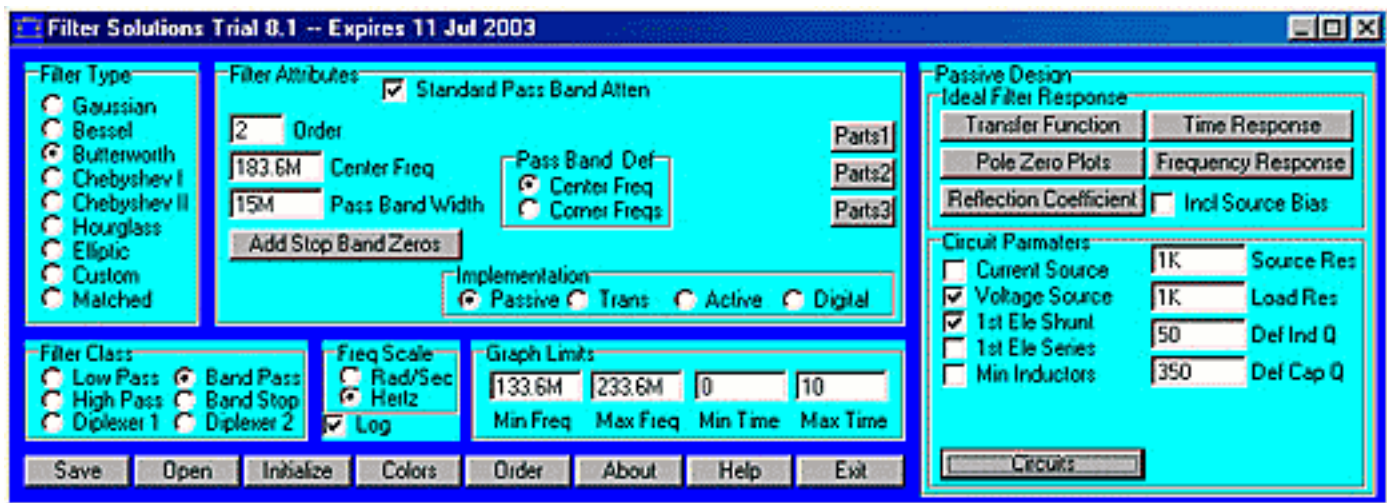 Filter Solutions Trial 8.1 -- Expires 11 Jul 2003
Filter Type
Gaussian
Bessel
Butterworth
Chebyshev I
Chebyshev II
Hourglass
Elliptic
Custom
Matched
Filter Attributes
Standard Pass Band Atten
2 Order
183.6M Center Freq
15M Pass Band Width
Add Stop Band Zeros
Pass Band Def
Center Freq
Corner Freqs
Parts1
Parts2
Parts3
Implementation
Passive Trans Active Digital
Filter Class
Low Pass Band Pass
High Pass Band Stop
Diplexer 1 Diplexer 2
Freq Scale
Rad/Sec
Hertz
Log
Graph Limits
133.6M 233.6M 0 10
Min Freq Max Freq Min Time Max Time
Passive Design
Ideal Filter Response
Transfer Function Time Response
Pole Zero Plots Frequency Response
Reflection Coefficient Incl Source Bias
Circuit Parmaters
Current Source
Voltage Source
1st Ele Shunt
1st Ele Series
Min Inductors
1K Source Res
1K Load Res
50 Def Ind Q
350 Def Cap Q
Circuits
Save Open Initialize Colors Order About Help Exit